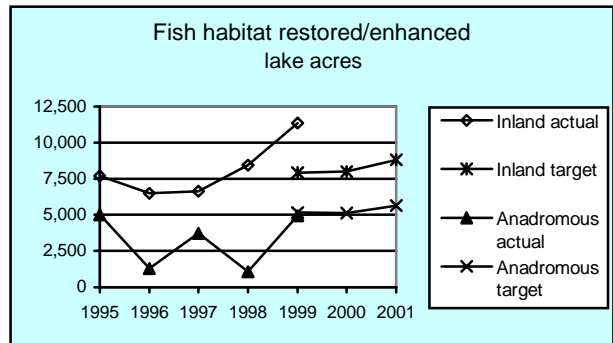 Fish habitat restored/enhanced
lake acres
12,500
10,000
7,500
5,000
2,500
0
1995 1996 1997 1998 1999 2000 2001
Inland actual
Inland target
Anadromous
actual
Anadromous
target